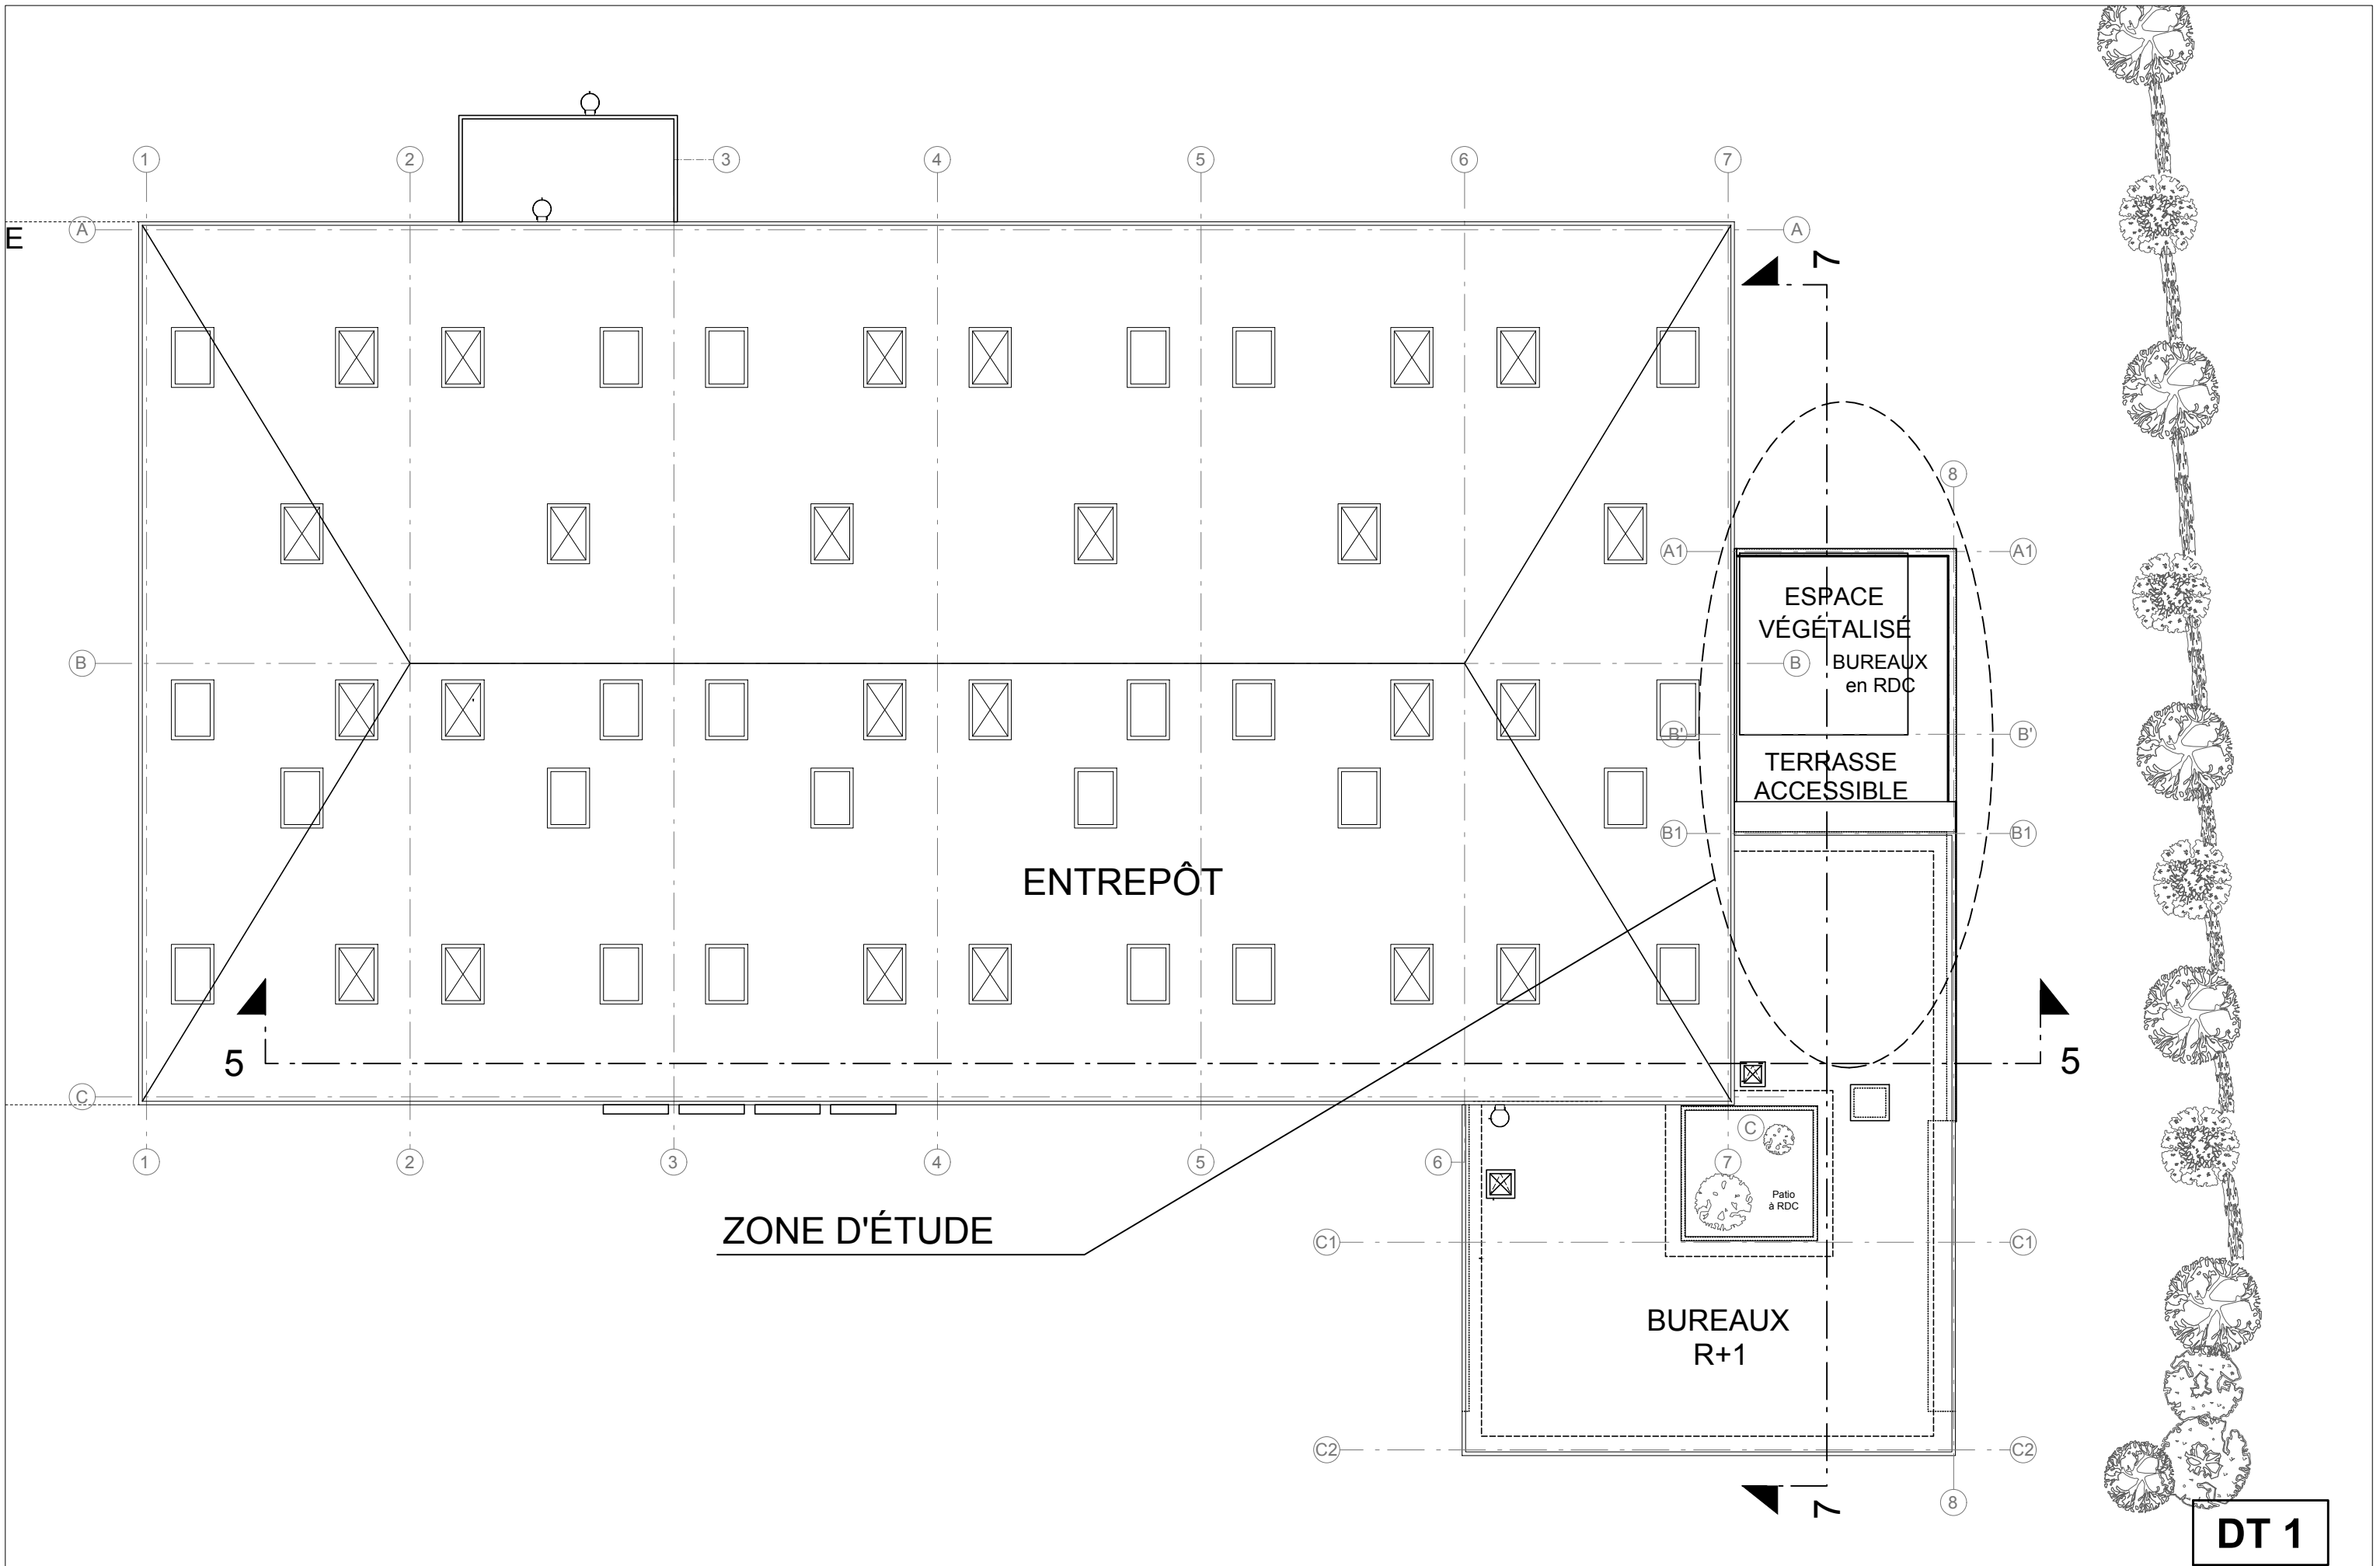 1
2
3
4
5
6
7
E
A
A
7
8
A1
A1
ESPACE
VÉGÉTALISÉ
B
B
BUREAUX
en RDC
B'
B'
TERRASSE
ACCESSIBLE
B1
B1
ENTREPÔT
5
5
C
C
1
2
3
4
5
6
7
Patio
à RDC
ZONE D'ÉTUDE
C1
C1
BUREAUX
R+1
C2
C2
7
8
DT 1